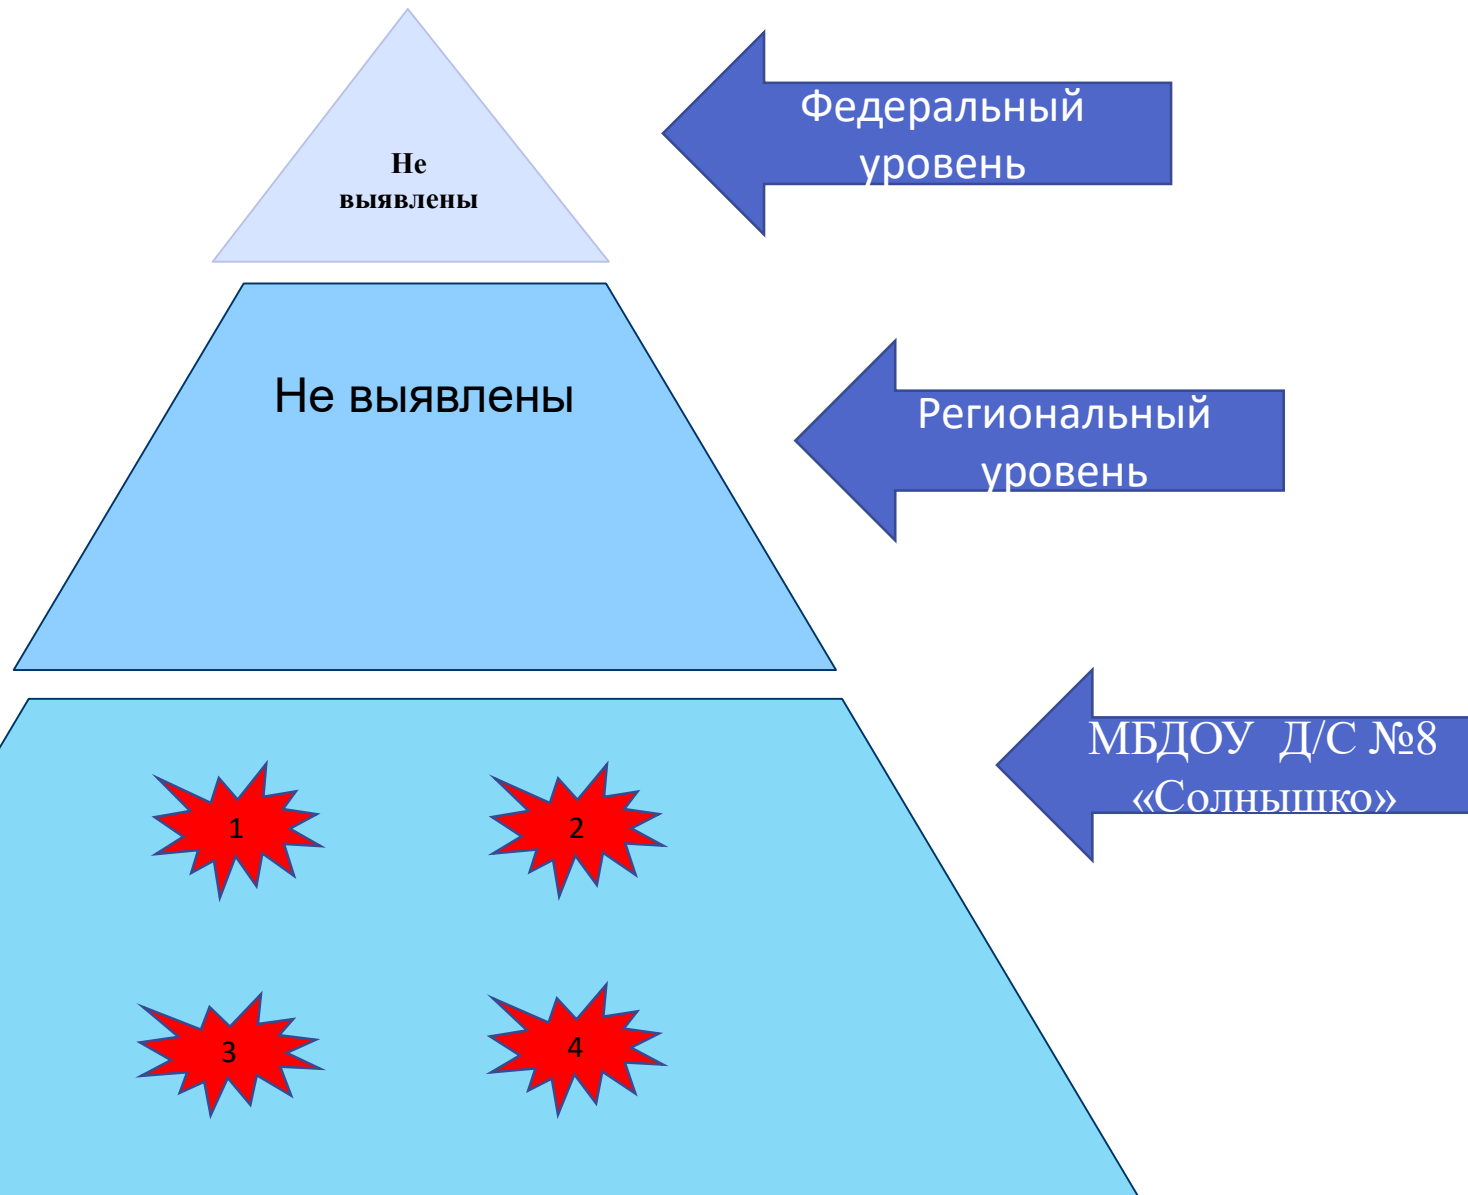 Не
выявлены
Федеральный
уровень
Не выявлены
Региональный
уровень
МБДОУ Д/С №8
«Солнышко»
1
2
3
4